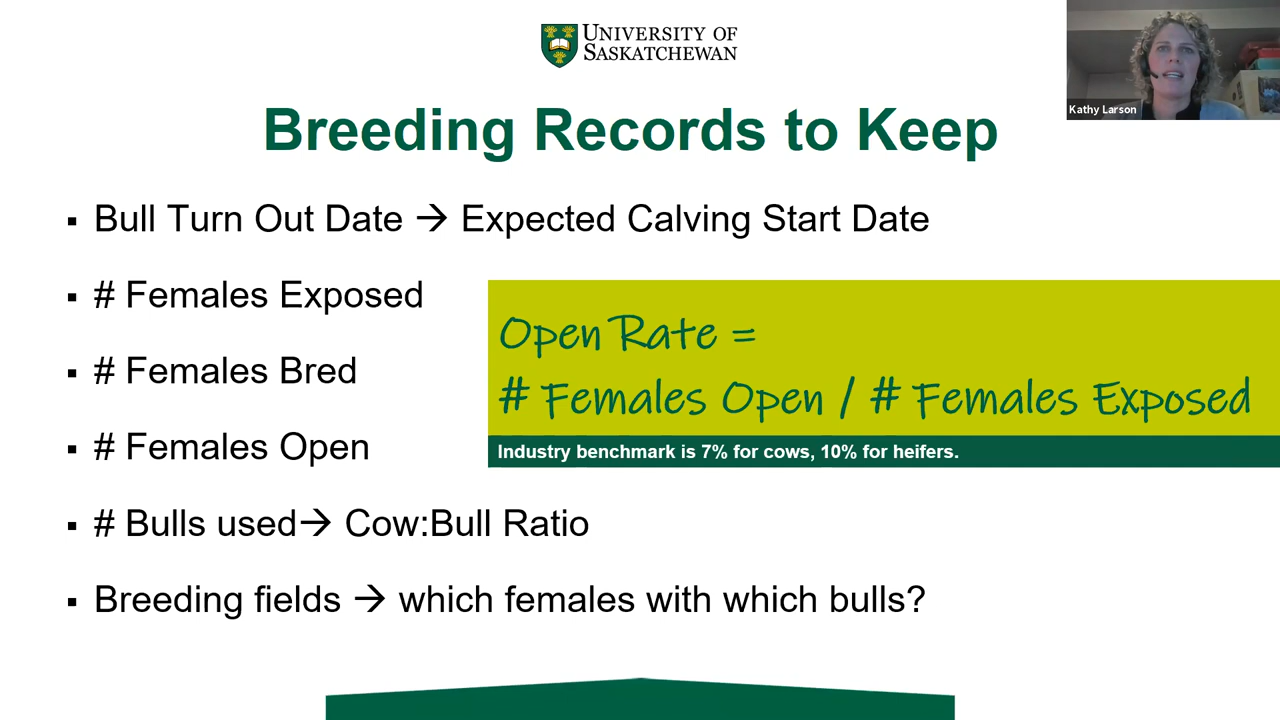 UNIVERSITY OF
SASKATCHEWAN
Kathy Larson
Breeding Records to Keep
▪ Bull Turn Out Date → Expected Calving Start Date
▪ # Females Exposed
▪ # Females Bred
▪ # Females Open
Open Rate =
# Females Open / # Females Exposed
Industry benchmark is 7% for cows, 10% for heifers.
▪ # Bulls used→ Cow:Bull Ratio
▪ Breeding fields → which females with which bulls?